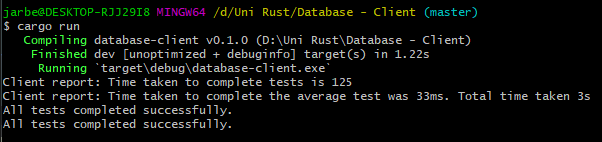 jarbe@DESKTOP-RJJ29I8 MINGW64 /d/Uni Rust/Database - Client (master)
$ cargo run
Compiling database-client v0.1.0 (D:\Uni Rust\Database - Client)
Finished dev [unoptimized + debuginfo] target(s) in 1.22s
Running `target\debug\database-client.exe`
Client report: Time taken to complete tests is 125
Client report: Time taken to complete the average test was 33ms. Total time taken 3s
All tests completed successfully.
All tests completed successfully.